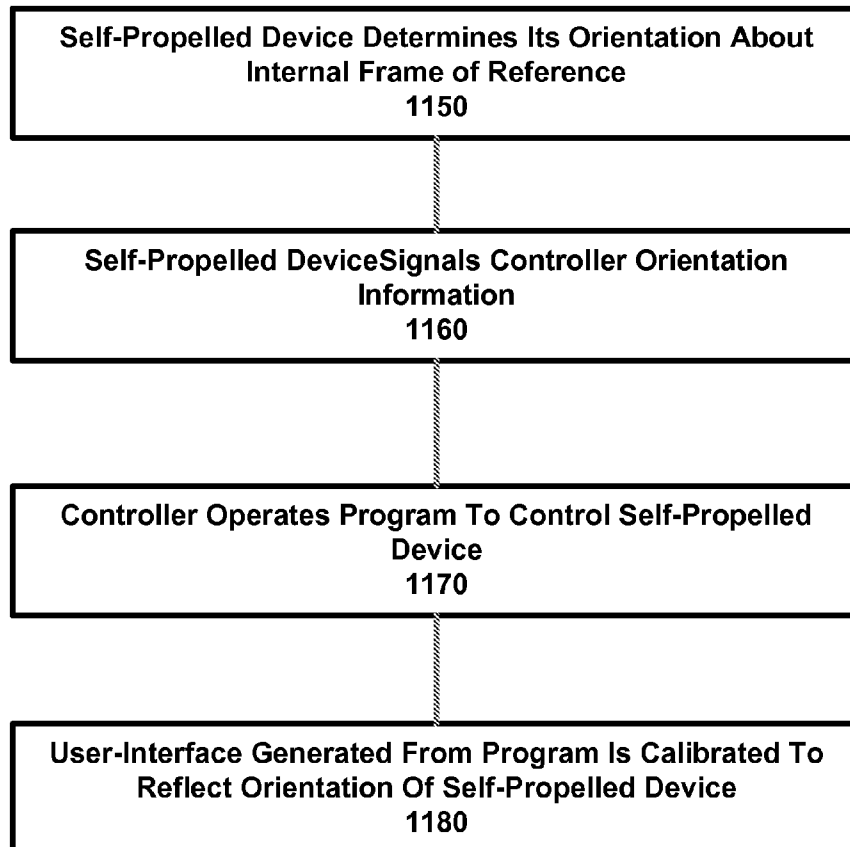 Self-Propelled Device Determines Its Orientation About
Internal Frame of Reference
1150
Self-Propelled DeviceSignals Controller Orientation
Information
1160
Controller Operates Program To Control Self-Propelled
Device
1170
User-Interface Generated From Program Is Calibrated To
Reflect Orientation Of Self-Propelled Device
1180